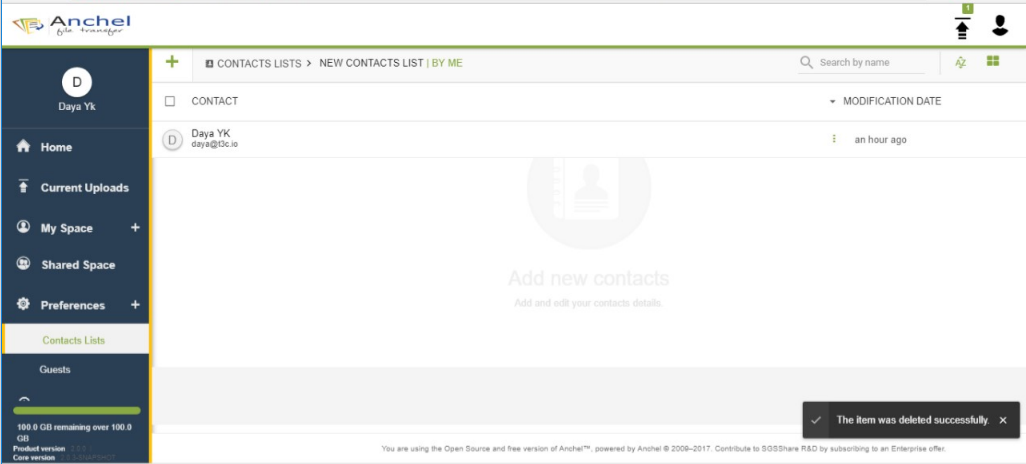 Anchel
file transfer
1
CONTACTS LISTS > NEW CONTACTS LIST | BY ME
Search by name
D
Daya Yk
CONTACT
MODIFICATION DATE
D
Daya YK
daya@t3c.io
an hour ago
Home
Current Uploads
My Space +
Shared Space
Preferences +
Contacts Lists
Guests
Add new contacts
Add and edit your contacts details.
100.0 GB remaining over 100.0
GB
Product version
Core version
The item was deleted successfully. ×
You are using the Open Source and free version of Anchel™, powered by Anchel © 2009–2017. Contribute to SGSShare R&D by subscribing to an Enterprise offer.